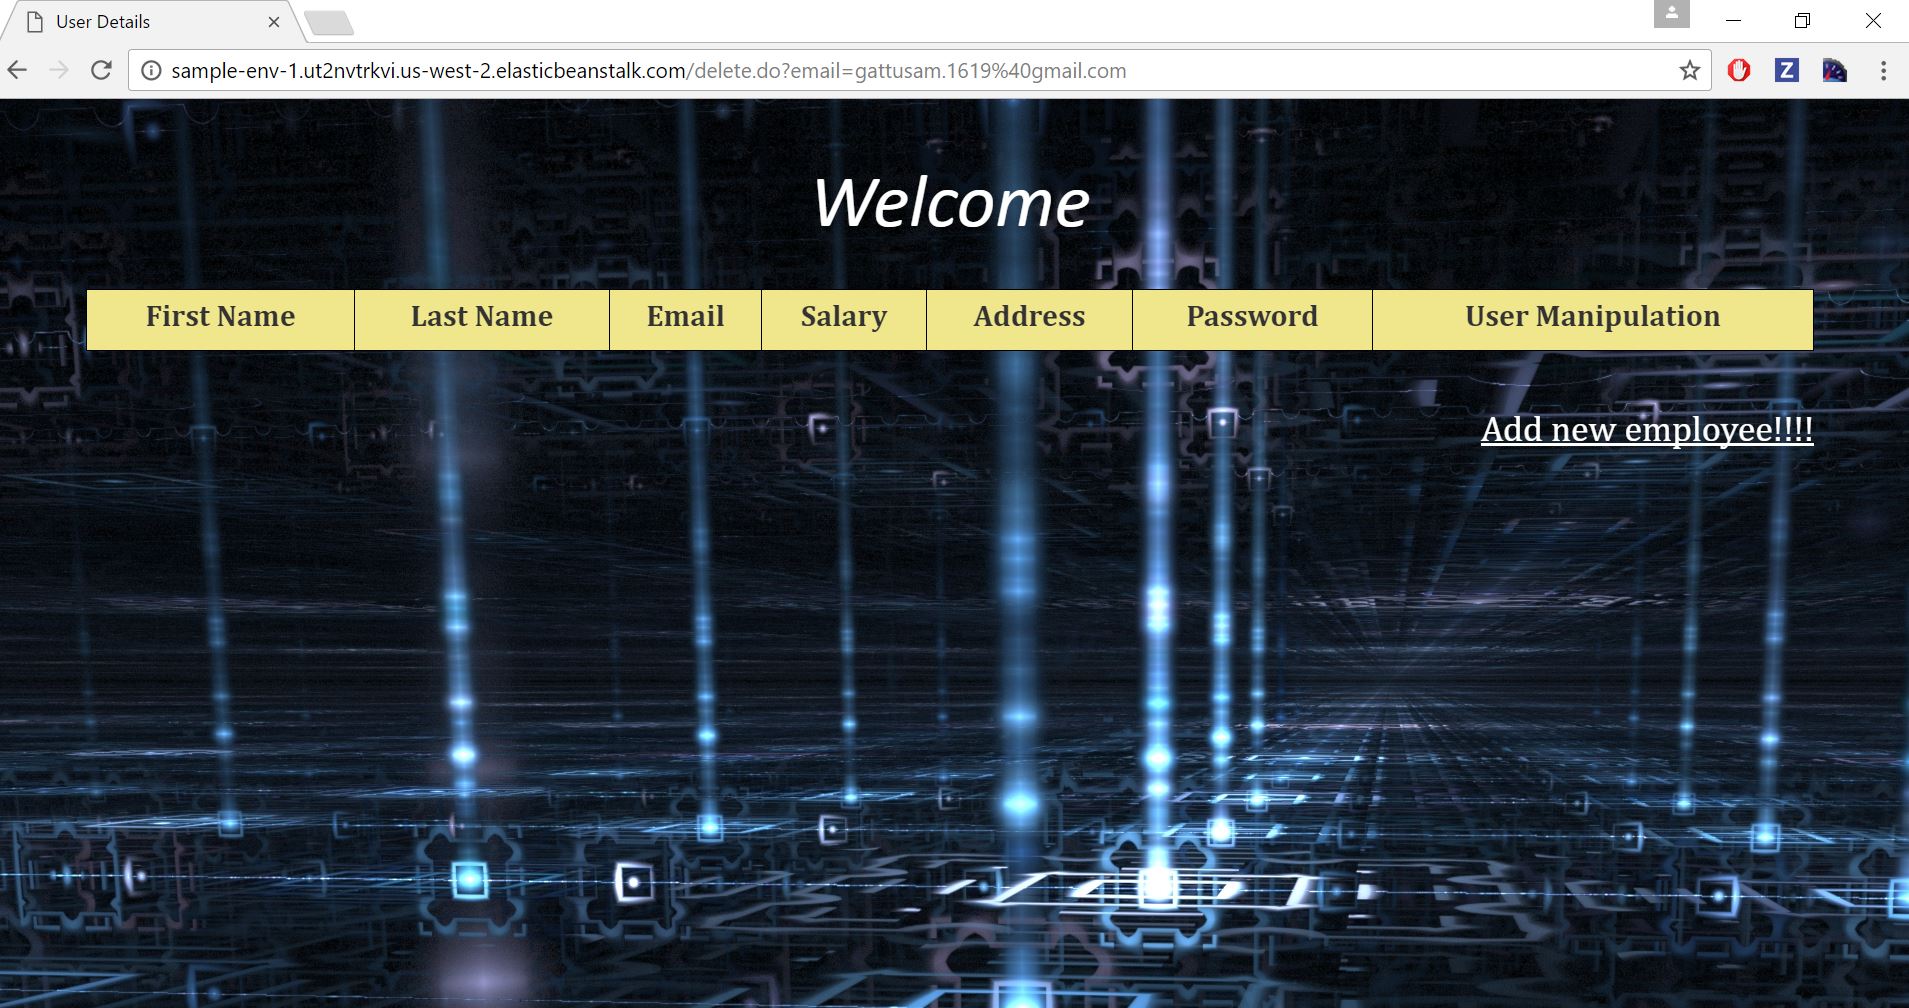 User Details
sample-env-1.ut2nvtrkvi.us-west-2.elasticbeanstalk.com/delete.do?email=gattusam.1619%40gmail.com
Z
Welcome
First Name Last Name Email Salary Address Password User Manipulation
Add new employee!!!!